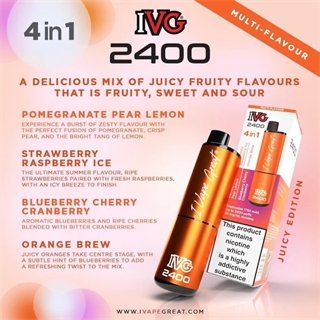 4 in 1
IVG
2400
MULTI-FLAVOUR
A DELICIOUS MIX OF JUICY FRUITY FLAVOURS
THAT IS FRUITY, SWEET AND SOUR
POMEGRANATE PEAR LEMON
EXPERIENCE A BURST OF ZESTY FLAVOUR WITH
THE PERFECT FUSION OF POMEGRANATE, CRISP
PEAR, AND THE BRIGHT TANG OF LEMON.
STRAWBERRY
RASPBERRY ICE
THE ULTIMATE SUMMER FLAVOUR, RIPE
STRAWBERRIES PAIRED WITH FRESH RASPBERRIES,
WITH AN ICY BREEZE TO FINISH.
BLUEBERRY CHERRY
CRANBERRY
AROMATIC BLUEBERRIES AND RIPE CHERRIES
BLENDED WITH BITTER CRANBERRIES.
ORANGE BREW
JUICY ORANGES TAKE CENTRE STAGE, WITH
A SUBTLE HINT OF BLUEBERRIES TO ADD
A REFRESHING TWIST TO THE MIX.
I Vape Great
IVG
2400
IVG
2400
4in1
2400
This product
contains
nicotine
which is a
highly
addictive
substance
JUICY EDITION
WWW.IVAPEGREAT.COM